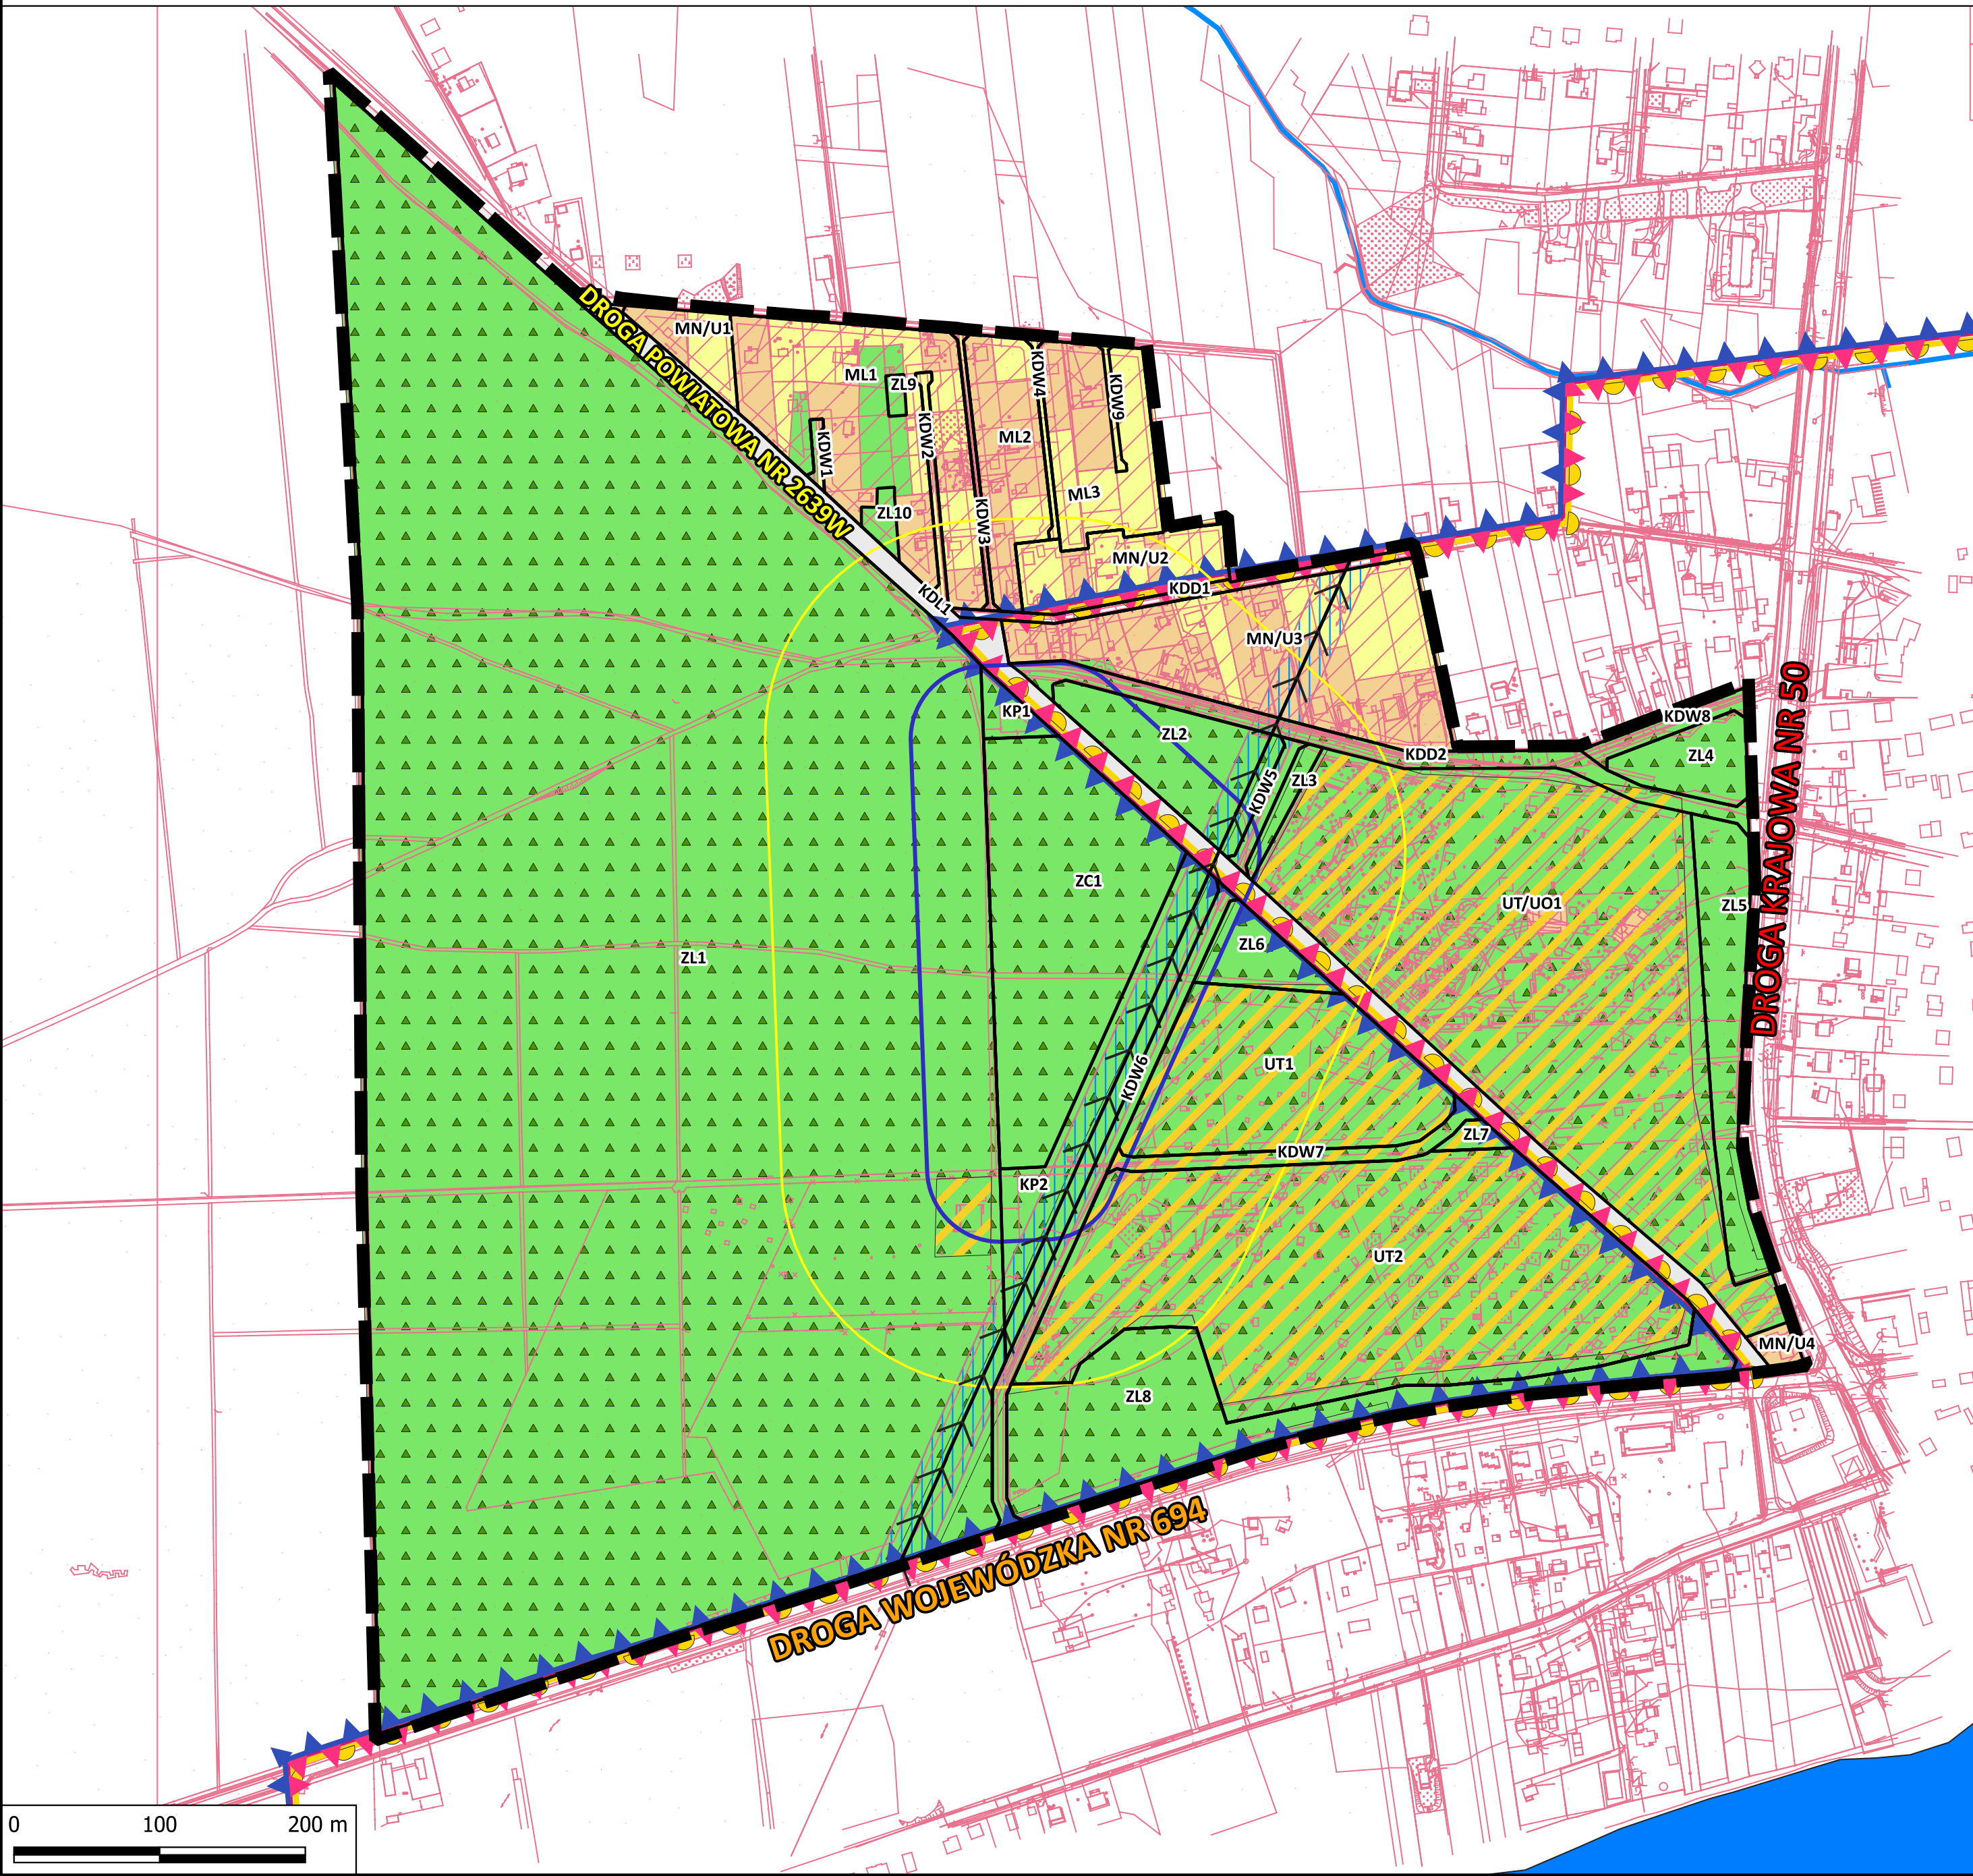 DROGA POWIATOWA NR 2639W
MN/U1
ML1
ZL9
KDW4
KDW9
KDW1
KDW2
ML2
ML3
ZL10
KDW3
MN/U2
KDL1
KDD1
MN/U3
KP1
ZL2
KDW8
KDD2
ZL4
KDW5
ZL3
DROGA KRAJOWA NR 50
ZC1
UT/UO1
ZL5
ZL6
ZL1
UT1
KDW6
ZL7
KDW7
KP2
UT2
MN/U4
ZL8
DROGA WOJEWÓDZKA NR 694
0 100 200 m